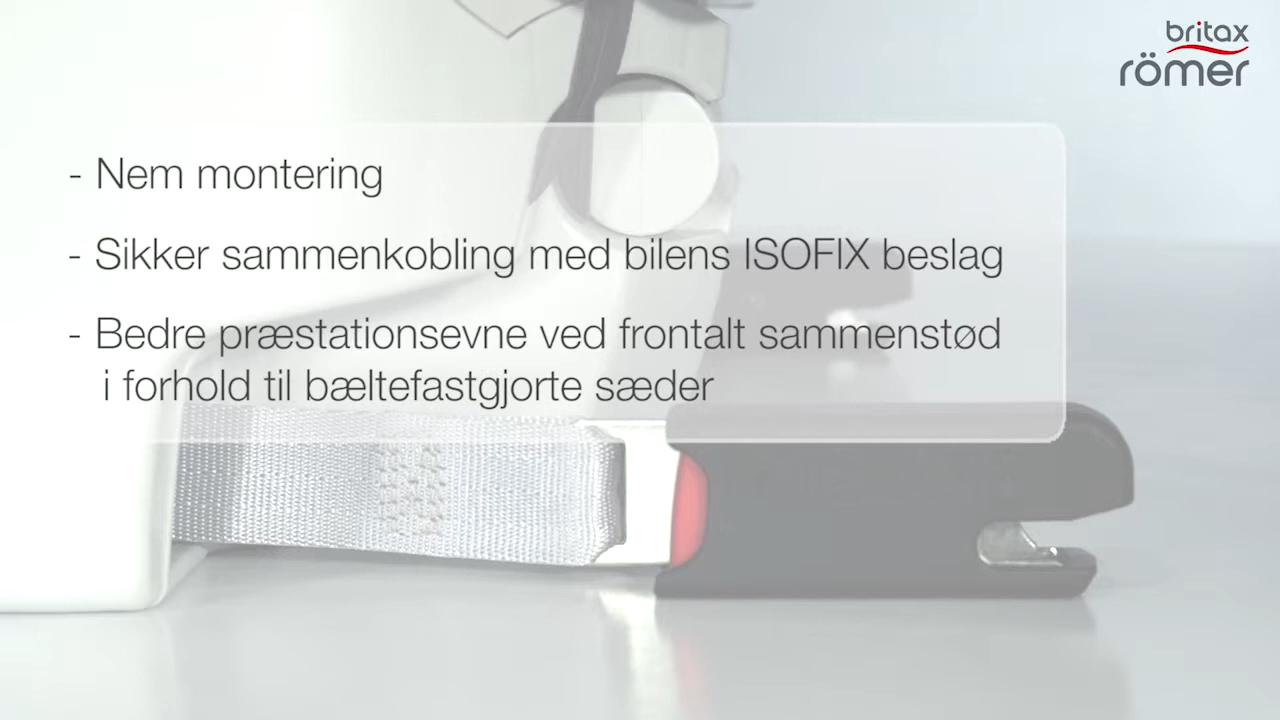 britax
römer
- Nem montering
- Sikker sammenkobling med bilens ISOFIX beslag
- Bedre præstationsevne ved frontalt sammenstød
i forhold til bæltefastgjorte sæder